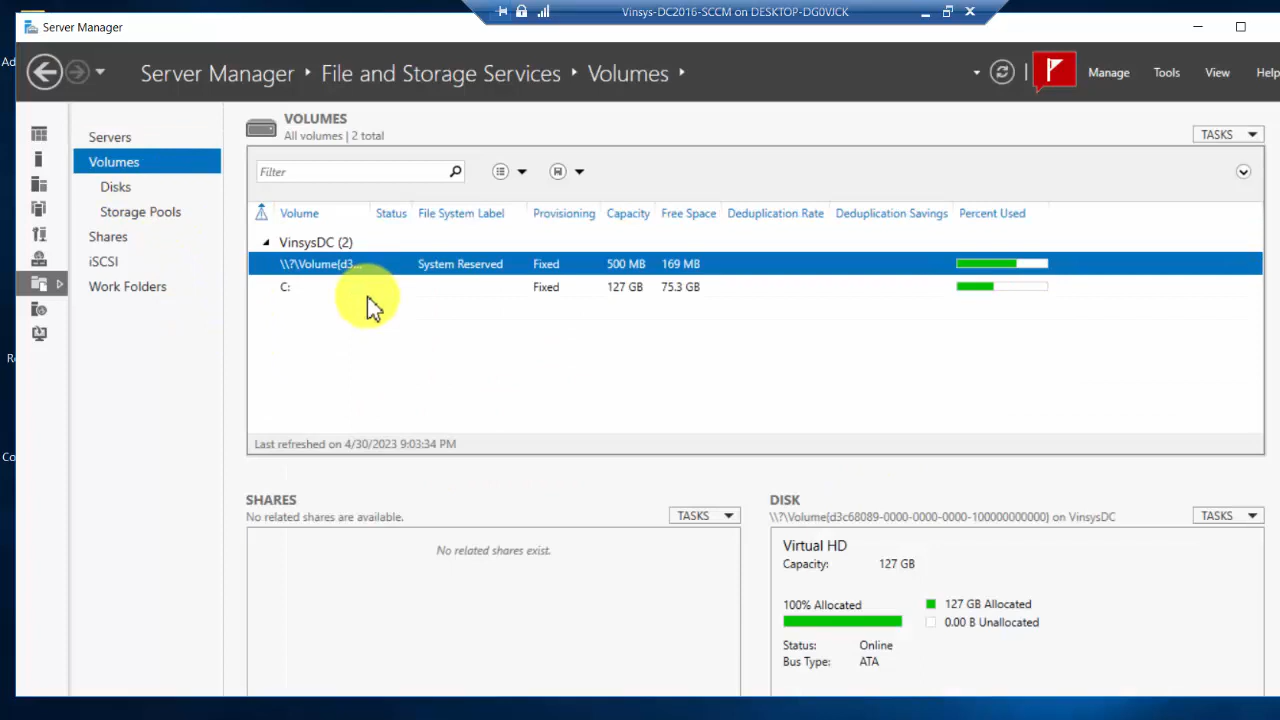 Vinsys-DC2016-SCCM on DESKTOP-DG0VJCK
Server Manager
Ad
Server Manager File and Storage Services Volumes
Manage Tools View Help
Servers
Volumes
Disks
Storage Pools
Shares
iSCSI
Work Folders
Re
Co
VOLUMES
All volumes | 2 total
TASKS
Filter
Volume Status File System Label Provisioning Capacity Free Space Deduplication Rate Deduplication Savings Percent Used
VinsysDC (2)
\\?\Volume{d3... System Reserved Fixed 500 MB 169 MB
C: Fixed 127 GB 75.3 GB
Last refreshed on 4/30/2023 9:03:34 PM
SHARES
No related shares are available.
TASKS
No related shares exist.
DISK
\\?\Volume{d3c68089-0000-0000-0000-100000000000} on VinsysDC
TASKS
Virtual HD
Capacity: 127 GB
100% Allocated
127 GB Allocated
0.00 B Unallocated
Status: Online
Bus Type: ATA